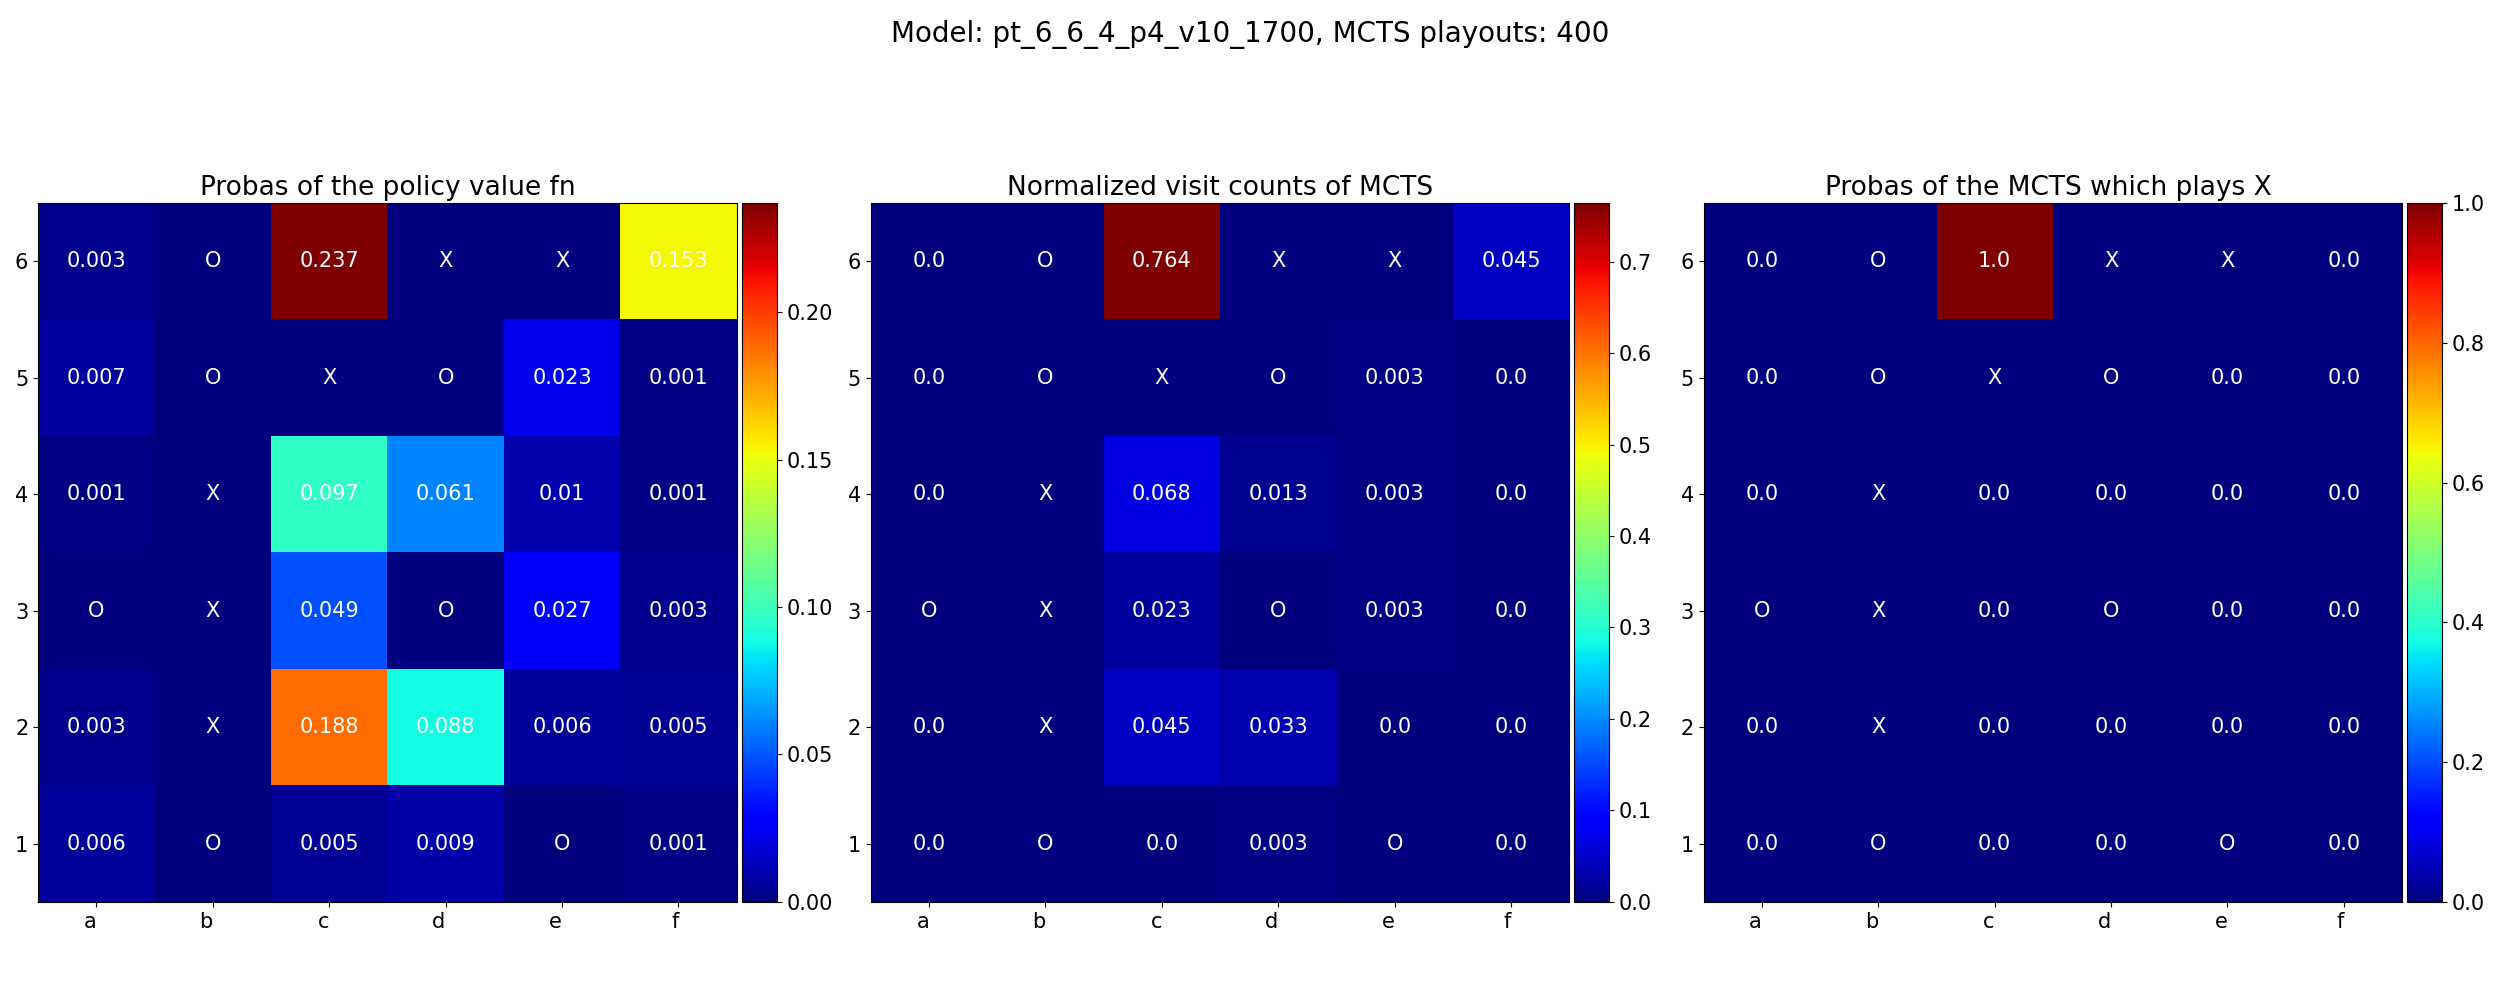 Model: pt_6_6_4_p4_v10_1700, MCTS playouts: 400
Probas of the policy value fn
6 0.003 O 0.237 X X 0.153
5 0.007 O X O 0.023 0.001
4 0.001 X 0.097 0.061 0.01 0.001
3 O X 0.049 O 0.027 0.003
2 0.003 X 0.188 0.088 0.006 0.005
1 0.006 O 0.005 0.009 O 0.001
a b c d e f
0.20
0.15
0.10
0.05
0.00
Normalized visit counts of MCTS
6 0.0 O 0.764 X X 0.045
5 0.0 O X O 0.003 0.0
4 0.0 X 0.068 0.013 0.003 0.0
3 O X 0.023 O 0.003 0.0
2 0.0 X 0.045 0.033 0.0 0.0
1 0.0 O 0.0 0.003 O 0.0
a b c d e f
0.7
0.6
0.5
0.4
0.3
0.2
0.1
0.0
Probas of the MCTS which plays X
6 0.0 O 1.0 X X 0.0
5 0.0 O X O 0.0 0.0
4 0.0 X 0.0 0.0 0.0 0.0
3 O X 0.0 O 0.0 0.0
2 0.0 X 0.0 0.0 0.0 0.0
1 0.0 O 0.0 0.0 O 0.0
a b c d e f
1.0
0.8
0.6
0.4
0.2
0.0